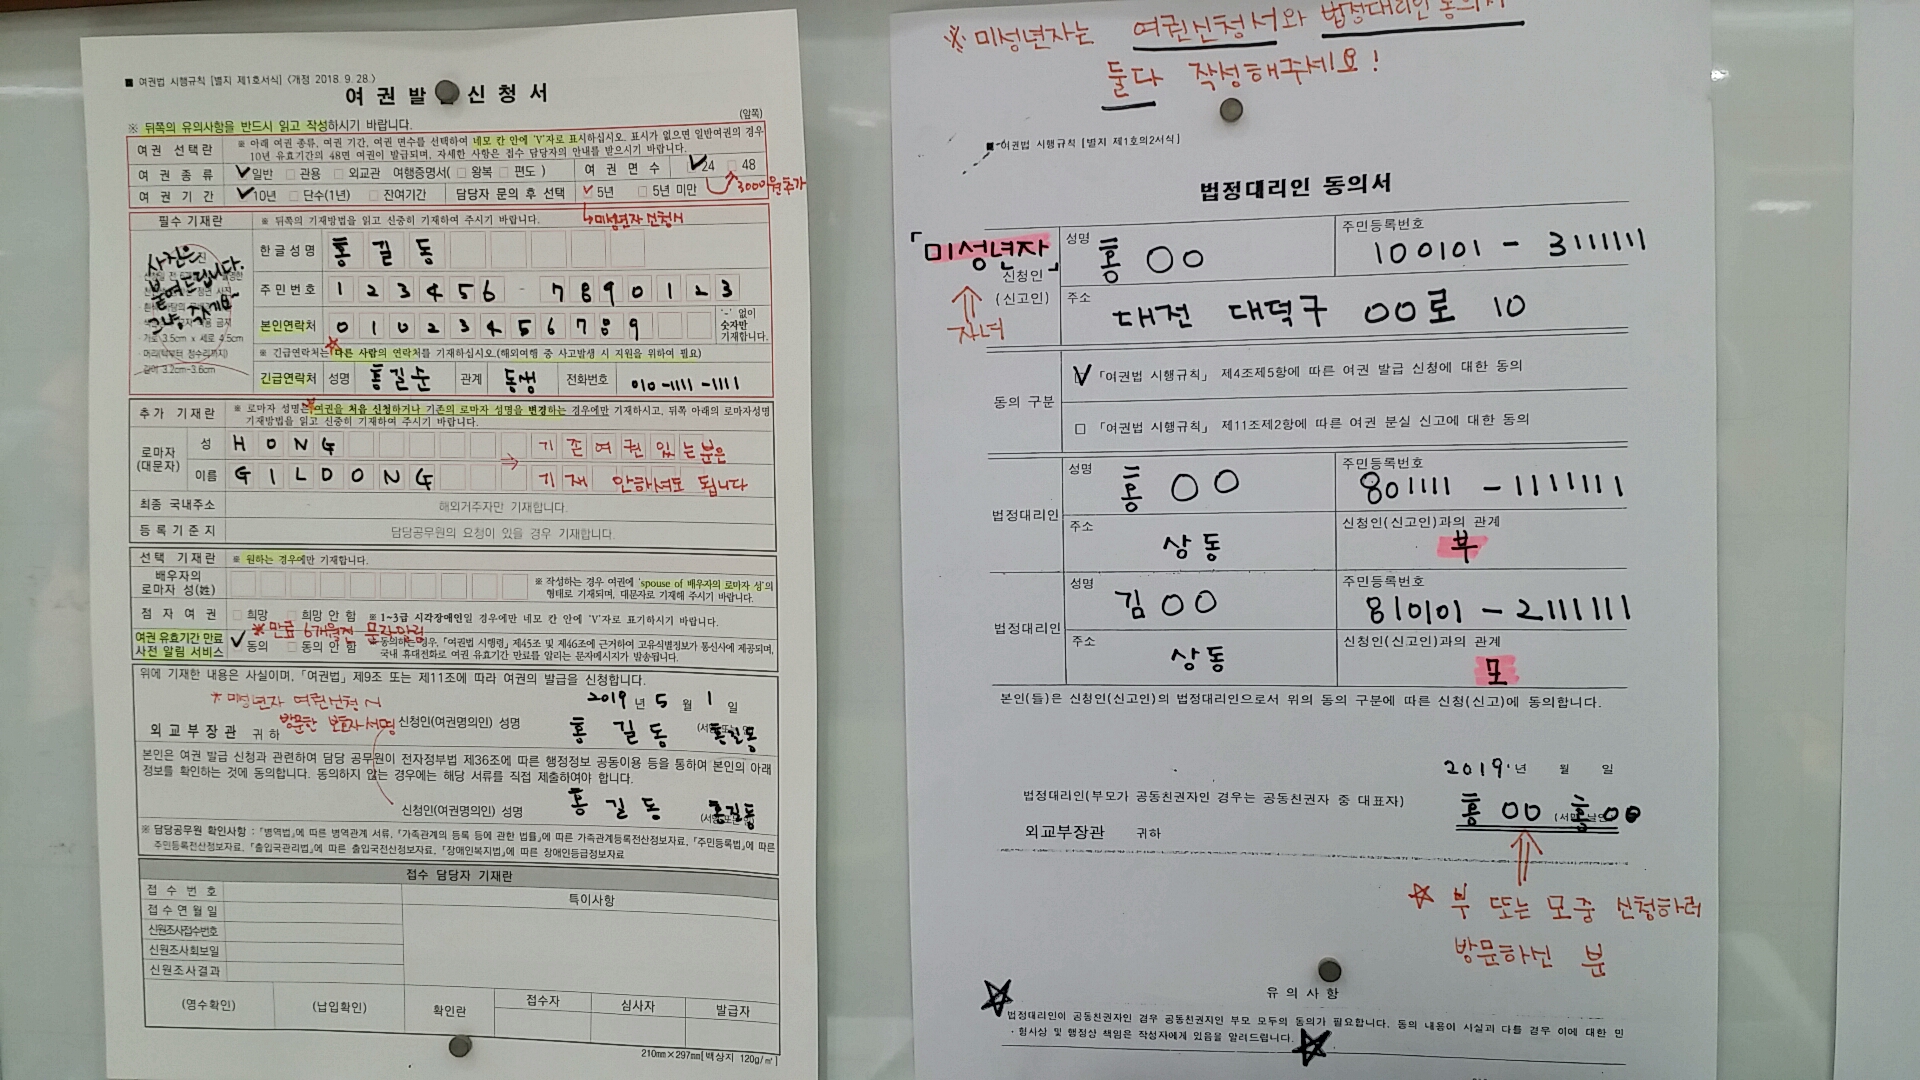 ■ 여권법 시행규칙 [별지 제1호서식] <개정 2018. 9. 28.>
여 권 발 신 청 서
(앞쪽)
※ 뒤쪽의 유의사항을 반드시 읽고 작성하시기 바랍니다.
여권 선택란
※ 아래 여권 종류, 여권 기간, 여권 면수를 선택하여 네모 칸 안에 'V'자로 표시하십시오. 표시가 없으면 일반여권의 경우
10년 유효기간의 48면 여권이 발급되며, 자세한 사항은 접수 담당자의 안내를 받으시기 바랍니다.
여 권 종 류 ✓일반 □ 관용 □ 외교관 여행증명서( □ 왕복 □ 편도 ) 여 권 면 수 ✓24 □ 48
여 권 기 간 ✓10년 □ 단수(1년) □ 잔여기간 담당자 문의 후 선택 ✓5년 □ 5년 미만 3000원추가
↳미성년자 신청시
필수 기재란 ※ 뒤쪽의 기재방법을 읽고 신중히 기재하여 주시기 바랍니다.
사진은
붙여드립니다.
가로 3.5cm x 세로 4.5cm
3.2cm~3.6cm
한글성명 홍 길 동
주민번호 1 2 3 4 5 6 - 7 8 9 0 1 2 3
본인연락처 0 1 0 2 3 4 5 6 7 8 9
'-' 없이
숫자만
기재합니다.
※ 긴급연락처는 다른 사람의 연락처를 기재하십시오.(해외여행 중 사고발생 시 지원을 위하여 필요)
긴급연락처 성명 홍길순 관계 동생 전화번호 010-1111-1111
추가 기재란
※ 로마자 성명은 여권을 처음 신청하거나 기존의 로마자 성명을 변경하는 경우에만 기재하시고, 뒤쪽 아래의 로마자성명
기재방법을 읽고 신중히 기재하여 주시기 바랍니다.
로마자
(대문자)
성 H O N G ⇒ 기존여권 있는분은
이름 G I L D O N G 기재 안하셔도 됩니다
최종 국내주소 해외거주자만 기재합니다.
등록기준지 담당공무원의 요청이 있을 경우 기재합니다.
선택 기재란 ※ 원하는 경우에만 기재합니다.
배우자의
로마자 성(姓)
※ 작성하는 경우 여권에 'spouse of 배우자의 로마자 성'의
형태로 기재되며, 대문자로 기재해 주시기 바랍니다.
점 자 여 권 □ 희망 □ 희망 안 함 ※ 1~3급 시각장애인일 경우에만 네모 칸 안에 'V'자로 표기하시기 바랍니다.
※만료 6개월전 문자알림
여권 유효기간 만료
사전 알림 서비스
✓동의 □ 동의 안 함
동의하는 경우, 「여권법 시행령」 제45조 및 제46조에 근거하여 고유식별정보가 통신사에 제공되며,
국내 휴대전화로 여권 유효기간 만료를 알리는 문자메시지가 발송됩니다.
위에 기재한 내용은 사실이며, 「여권법」 제9조 또는 제11조에 따라 여권의 발급을 신청합니다.
2019 년 5 월 1 일
*미성년자 여권신청시
방문한 보호자서명
신청인(여권명의인) 성명 홍 길 동 홍길동
외교부장관 귀하
본인은 여권 발급 신청과 관련하여 담당 공무원이 전자정부법 제36조에 따른 행정정보 공동이용 등을 통하여 본인의 아래
정보를 확인하는 것에 동의합니다. 동의하지 않는 경우에는 해당 서류를 직접 제출하여야 합니다.
신청인(여권명의인) 성명 홍 길 동 홍길동
※ 담당공무원 확인사항 : 「병역법」에 따른 병역관계 서류, 「가족관계의 등록 등에 관한 법률」에 따른 가족관계등록전산정보자료, 「주민등록법」에 따른
주민등록전산정보자료, 「출입국관리법」에 따른 출입국전산정보자료, 「장애인복지법」에 따른 장애인등급정보자료
접수 담당자 기재란
접 수 번 호 특이사항
접수연월일
신원조사접수번호
신원조사회보일
신원조사결과
(영수확인) (납입확인) 확인란 접수자 심사자 발급자
210mm×297mm[백상지 120g/㎡]
※ 미성년자는 여권신청서와 법정대리인 동의서
둘다 작성해주세요!
■ 여권법 시행규칙 [별지 제1호의2서식]
법정대리인 동의서
「미성년자」
신청인
(신고인)
자녀
성명 홍 00 주민등록번호 100101 - 3111111
주소 대전 대덕구 00로 10
동의 구분
✓ 「여권법 시행규칙」 제4조제5항에 따른 여권 발급 신청에 대한 동의
□ 「여권법 시행규칙」 제11조제2항에 따른 여권 분실 신고에 대한 동의
법정대리인
성명 홍 00 주민등록번호 801111 - 1111111
주소 상동 신청인(신고인)과의 관계 부
법정대리인
성명 김 00 주민등록번호 810101 - 2111111
주소 상동 신청인(신고인)과의 관계 모
본인(들)은 신청인(신고인)의 법정대리인으로서 위의 동의 구분에 따른 신청(신고)에 동의합니다.
2019. 년 월 일
법정대리인(부모가 공동친권자인 경우는 공동친권자 중 대표자) 홍 00 홍00
외교부장관 귀하
☆ 부 또는 모중 신청하러
방문하신 분
유 의 사 항
법정대리인이 공동친권자인 경우 공동친권자인 부모 모두의 동의가 필요합니다. 동의 내용이 사실과 다를 경우 이에 대한 민
·형사상 및 행정상 책임은 작성자에게 있음을 알려드립니다.